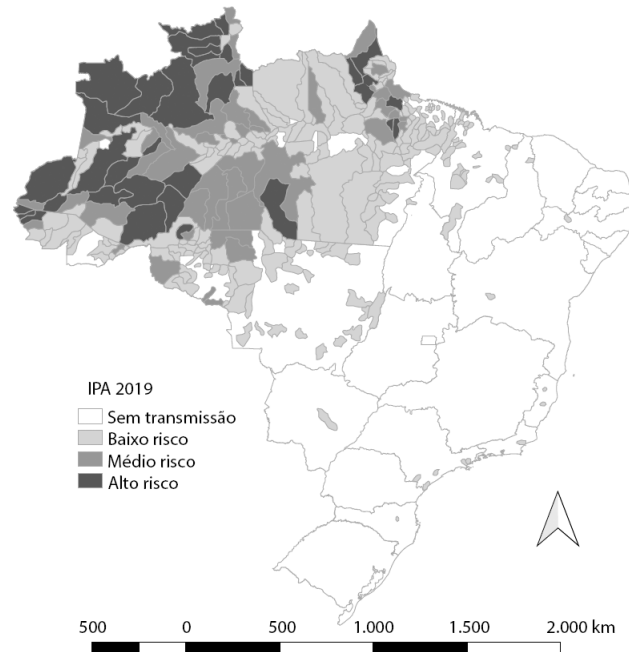 IPA 2019
Sem transmissão
Baixo risco
Médio risco
Alto risco
500 0 500 1.000 1.500 2.000 km